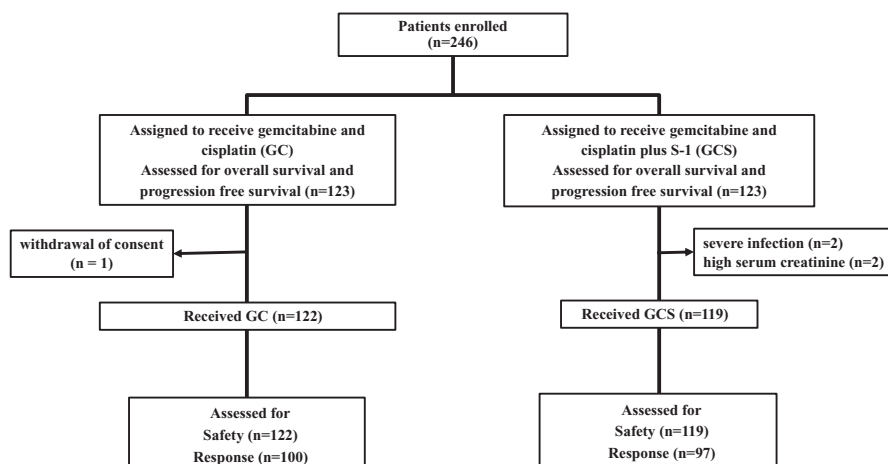 Patients enrolled
(n=246)
Assigned to receive gemcitabine and
cisplatin (GC)
Assessed for overall survival and
progression free survival (n=123)
Assigned to receive gemcitabine and
cisplatin plus S-1 (GCS)
Assessed for overall survival and
progression free survival (n=123)
withdrawal of consent
(n = 1)
severe infection (n=2)
high serum creatinine (n=2)
Received GC (n=122)
Received GCS (n=119)
Assessed for
Safety (n=122)
Response (n=100)
Assessed for
Safety (n=119)
Response (n=97)